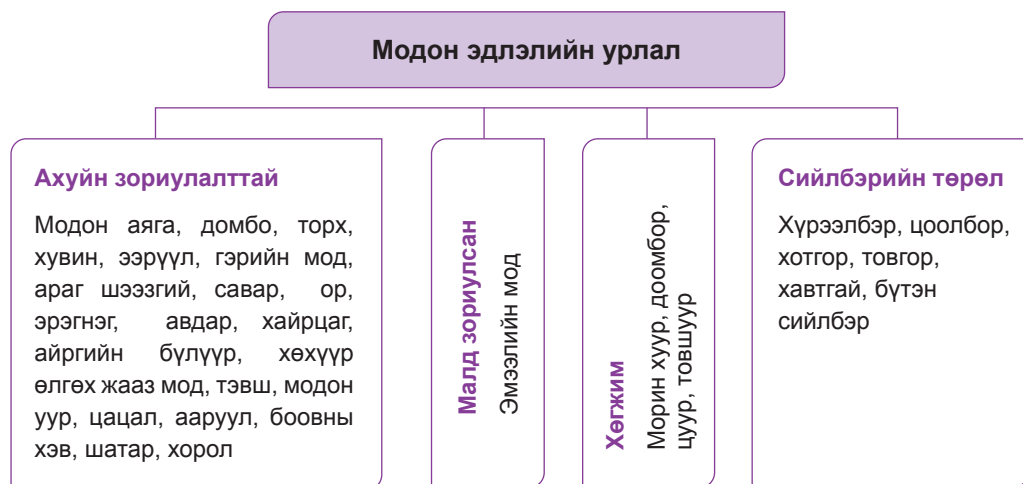 Модон эдлэлийн урлал
Ахуйн зориулалттай
Модон аяга, домбо, торх,
хувин, ээрүүл, гэрийн мод,
араг шээзгий, савар, ор,
эрэгнэг, авдар, хайрцаг,
айргийн бүлүүр, хөхүүр
өлгөх жааз мод, тэвш, модон
уур, цацал, ааруул, боовны
хэв, шатар, хорол
Малд зориулсан
Эмээлийн мод
Хөгжим
Морин хуур, доомбор,
цуур, товшуур
Сийлбэрийн төрөл
Хүрээлбэр, цоолбор,
хотгор, товгор,
хавтгай, бүтэн
сийлбэр